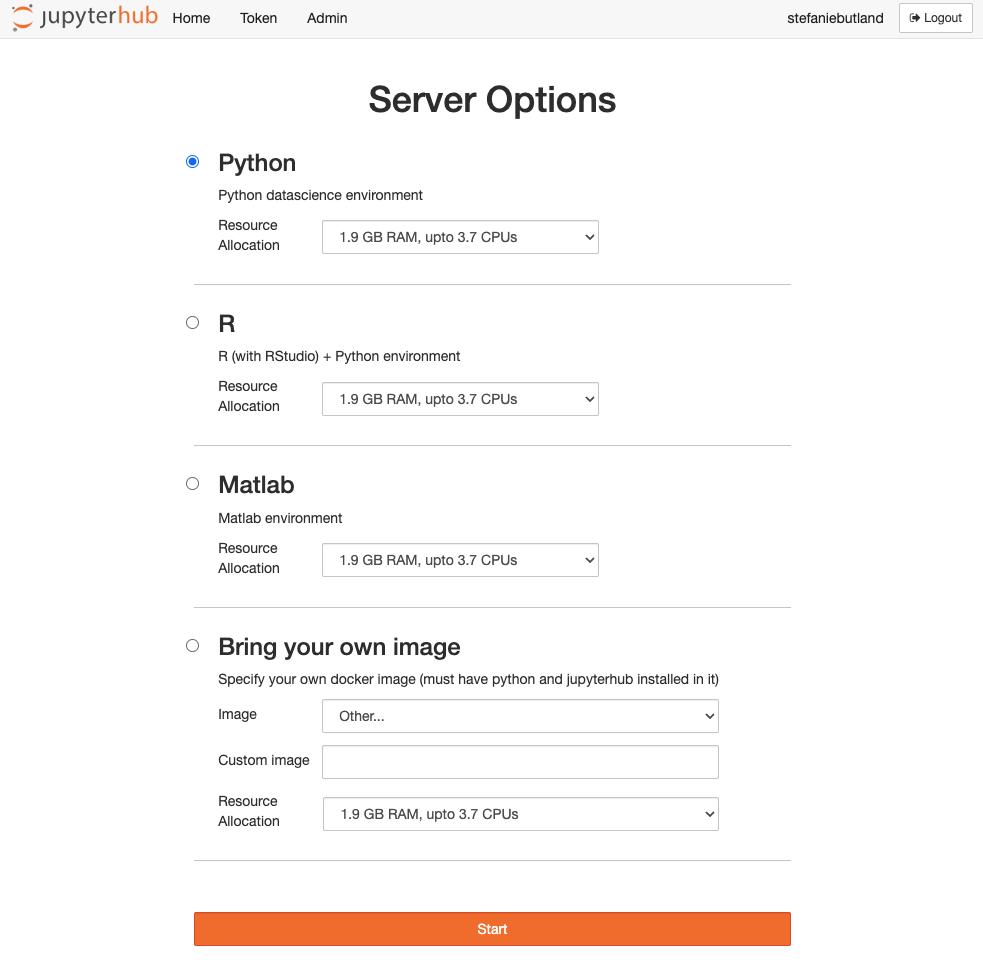 jupyterhub Home Token Admin stefaniebutland Logout
Server Options
Python
Python datascience environment
Resource
Allocation
1.9 GB RAM, upto 3.7 CPUs
R
R (with RStudio) + Python environment
Resource
Allocation
1.9 GB RAM, upto 3.7 CPUs
Matlab
Matlab environment
Resource
Allocation
1.9 GB RAM, upto 3.7 CPUs
Bring your own image
Specify your own docker image (must have python and jupyterhub installed in it)
Image Other...
Custom image
Resource
Allocation
1.9 GB RAM, upto 3.7 CPUs
Start